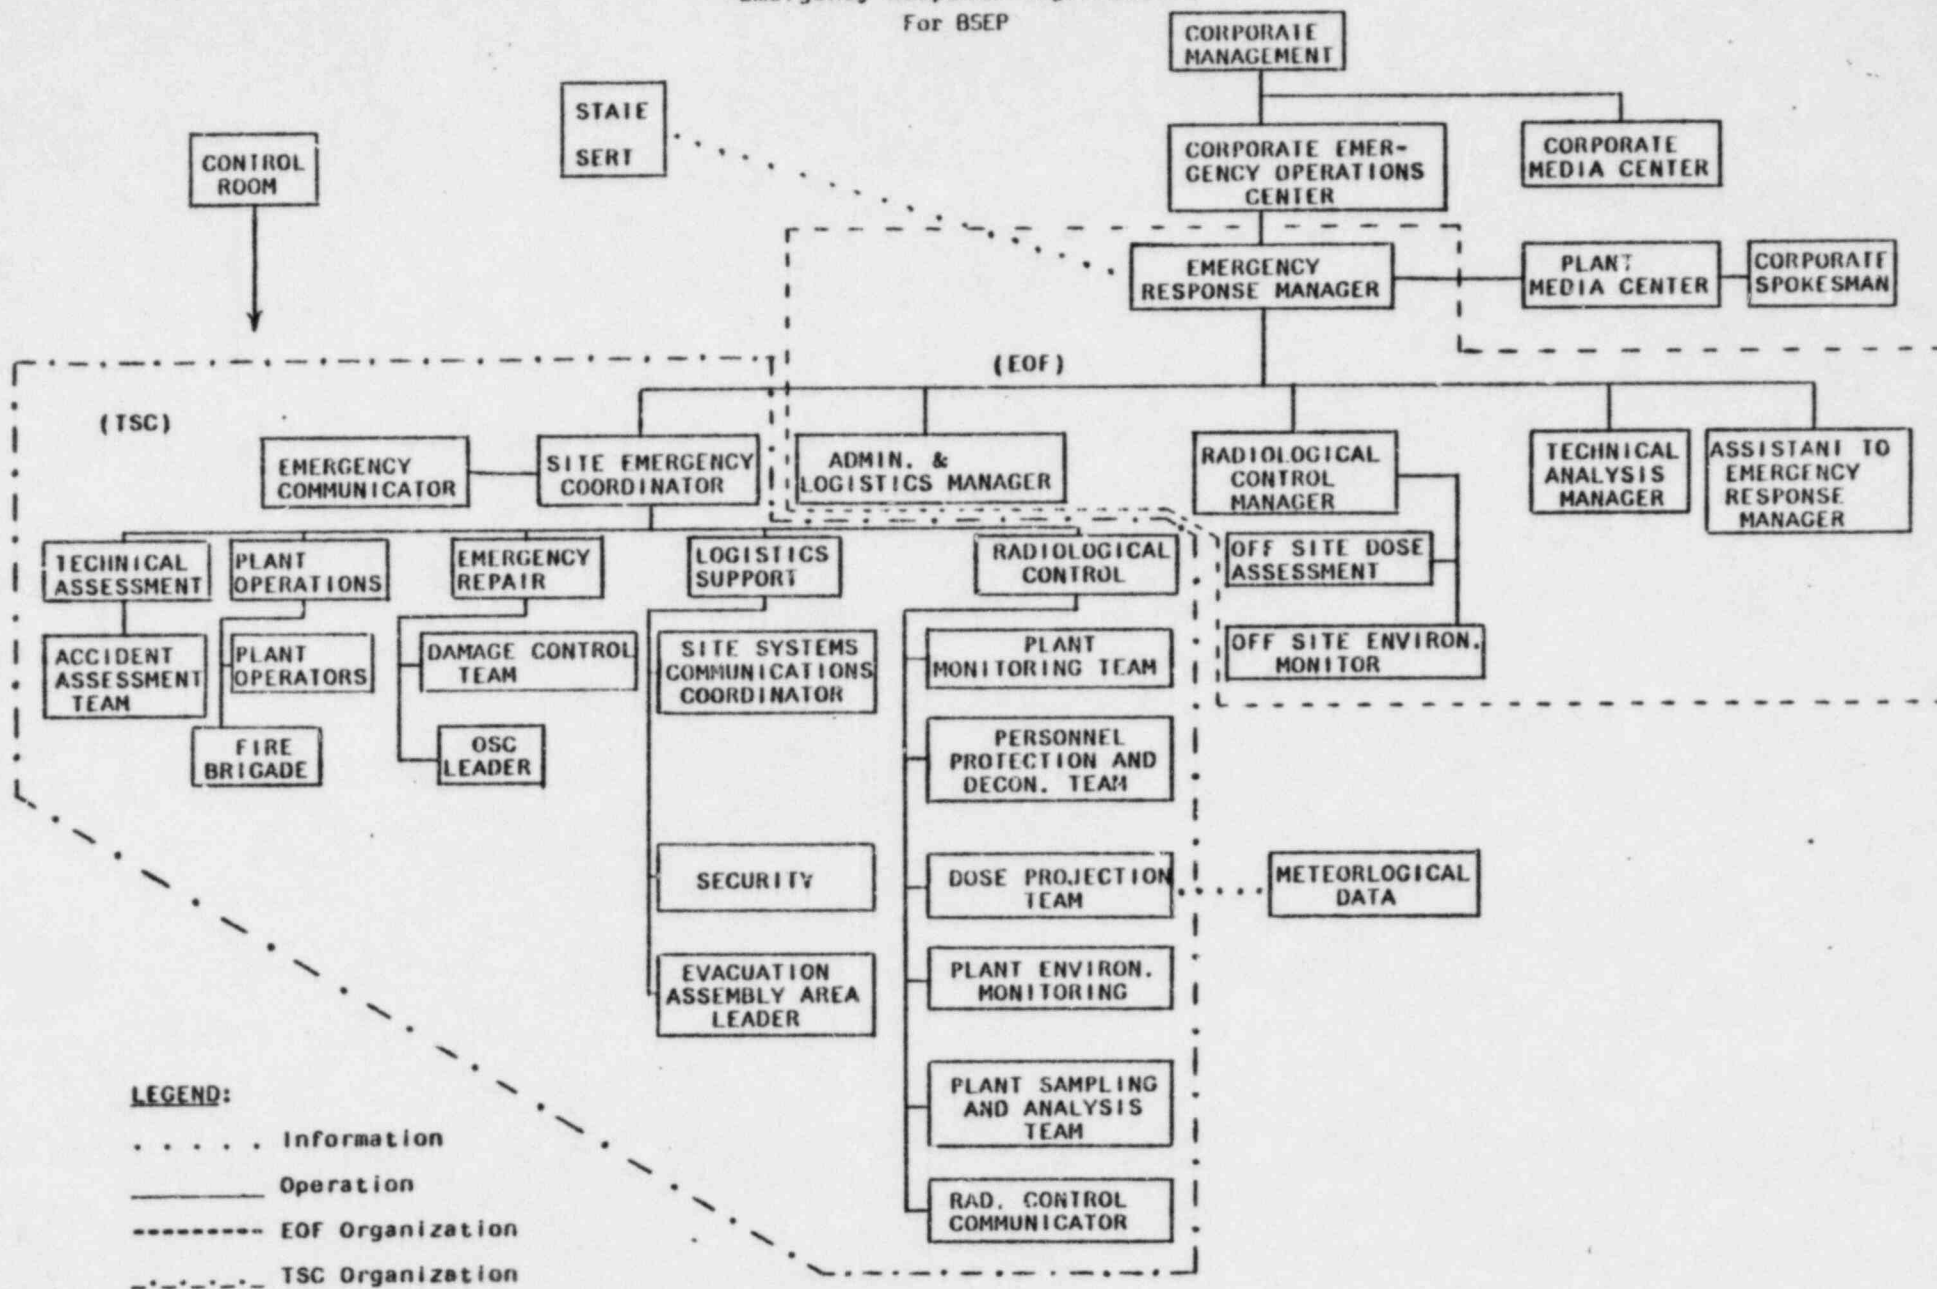 For BSEP
CORPORATE
MANAGEMENT
STATE
SERT
CONTROL
ROOM
CORPORATE EMER-
GENCY OPERATIONS
CENTER
CORPORATE
MEDIA CENTER
EMERGENCY
RESPONSE MANAGER
PLANT
MEDIA CENTER
CORPORATE
SPOKESMAN
(EOF)
(TSC)
EMERGENCY
COMMUNICATOR
SITE EMERGENCY
COORDINATOR
ADMIN. &
LOGISTICS MANAGER
RADIOLOGICAL
CONTROL
MANAGER
TECHNICAL
ANALYSIS
MANAGER
ASSISTANT TO
EMERGENCY
RESPONSE
MANAGER
TECHNICAL
ASSESSMENT
PLANT
OPERATIONS
EMERGENCY
REPAIR
LOGISTICS
SUPPORT
RADIOLOGICAL
CONTROL
OFF SITE DOSE
ASSESSMENT
ACCIDENT
ASSESSMENT
TEAM
PLANT
OPERATORS
DAMAGE CONTROL
TEAM
SITE SYSTEMS
COMMUNICATIONS
COORDINATOR
PLANT
MONITORING TEAM
OFF SITE ENVIRON.
MONITOR
FIRE
BRIGADE
OSC
LEADER
PERSONNEL
PROTECTION AND
DECON. TEAM
SECURITY
DOSE PROJECTION
TEAM
METEORLOGICAL
DATA
EVACUATION
ASSEMBLY AREA
LEADER
PLANT ENVIRON.
MONITORING
PLANT SAMPLING
AND ANALYSIS
TEAM
RAD. CONTROL
COMMUNICATOR
LEGEND:
Information
Operation
EOF Organization
TSC Organization